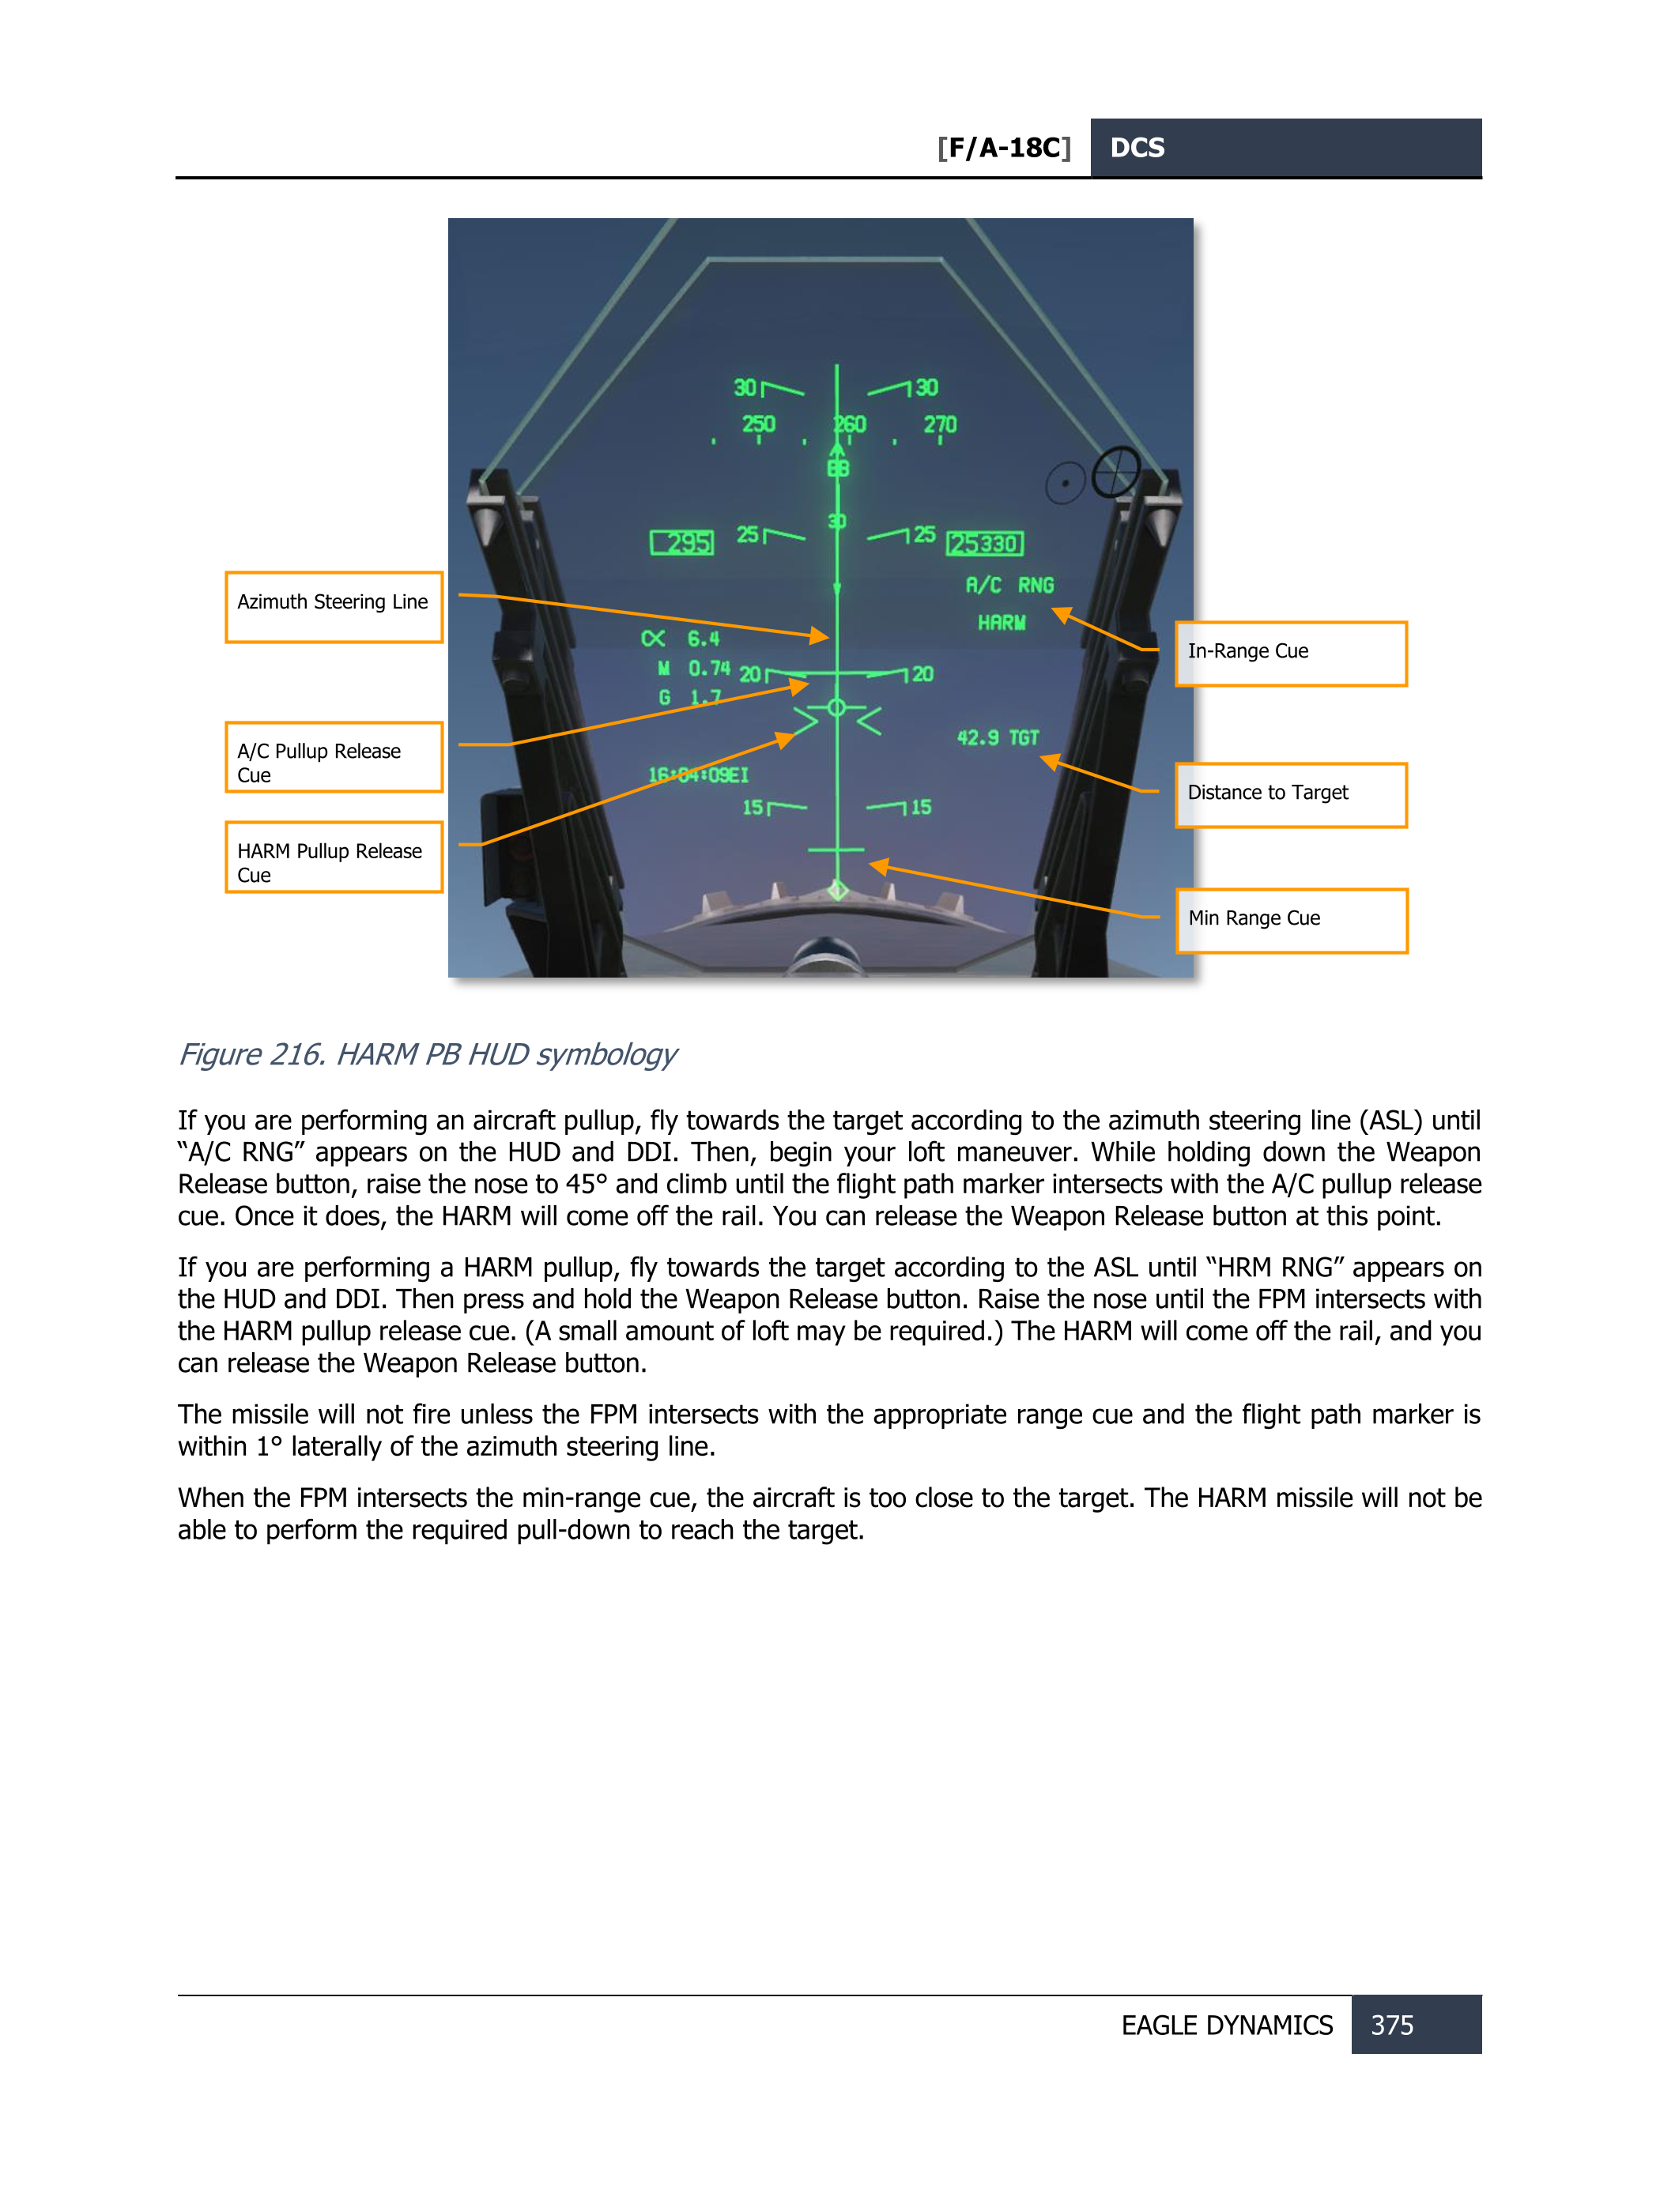 [F/A-18C] DCS
30 30
250 260 270
BB
30
295 25 25 25330
A/C RNG
HARM
Azimuth Steering Line
In-Range Cue
α 6.4
M 0.74 20 20
G 1.7
42.9 TGT
A/C Pullup Release
Cue
16:04:09EI
Distance to Target
15 15
HARM Pullup Release
Cue
Min Range Cue
Figure 216. HARM PB HUD symbology
If you are performing an aircraft pullup, fly towards the target according to the azimuth steering line (ASL) until
“A/C RNG” appears on the HUD and DDI. Then, begin your loft maneuver. While holding down the Weapon
Release button, raise the nose to 45° and climb until the flight path marker intersects with the A/C pullup release
cue. Once it does, the HARM will come off the rail. You can release the Weapon Release button at this point.
If you are performing a HARM pullup, fly towards the target according to the ASL until “HRM RNG” appears on
the HUD and DDI. Then press and hold the Weapon Release button. Raise the nose until the FPM intersects with
the HARM pullup release cue. (A small amount of loft may be required.) The HARM will come off the rail, and you
can release the Weapon Release button.
The missile will not fire unless the FPM intersects with the appropriate range cue and the flight path marker is
within 1° laterally of the azimuth steering line.
When the FPM intersects the min-range cue, the aircraft is too close to the target. The HARM missile will not be
able to perform the required pull-down to reach the target.
EAGLE DYNAMICS 375